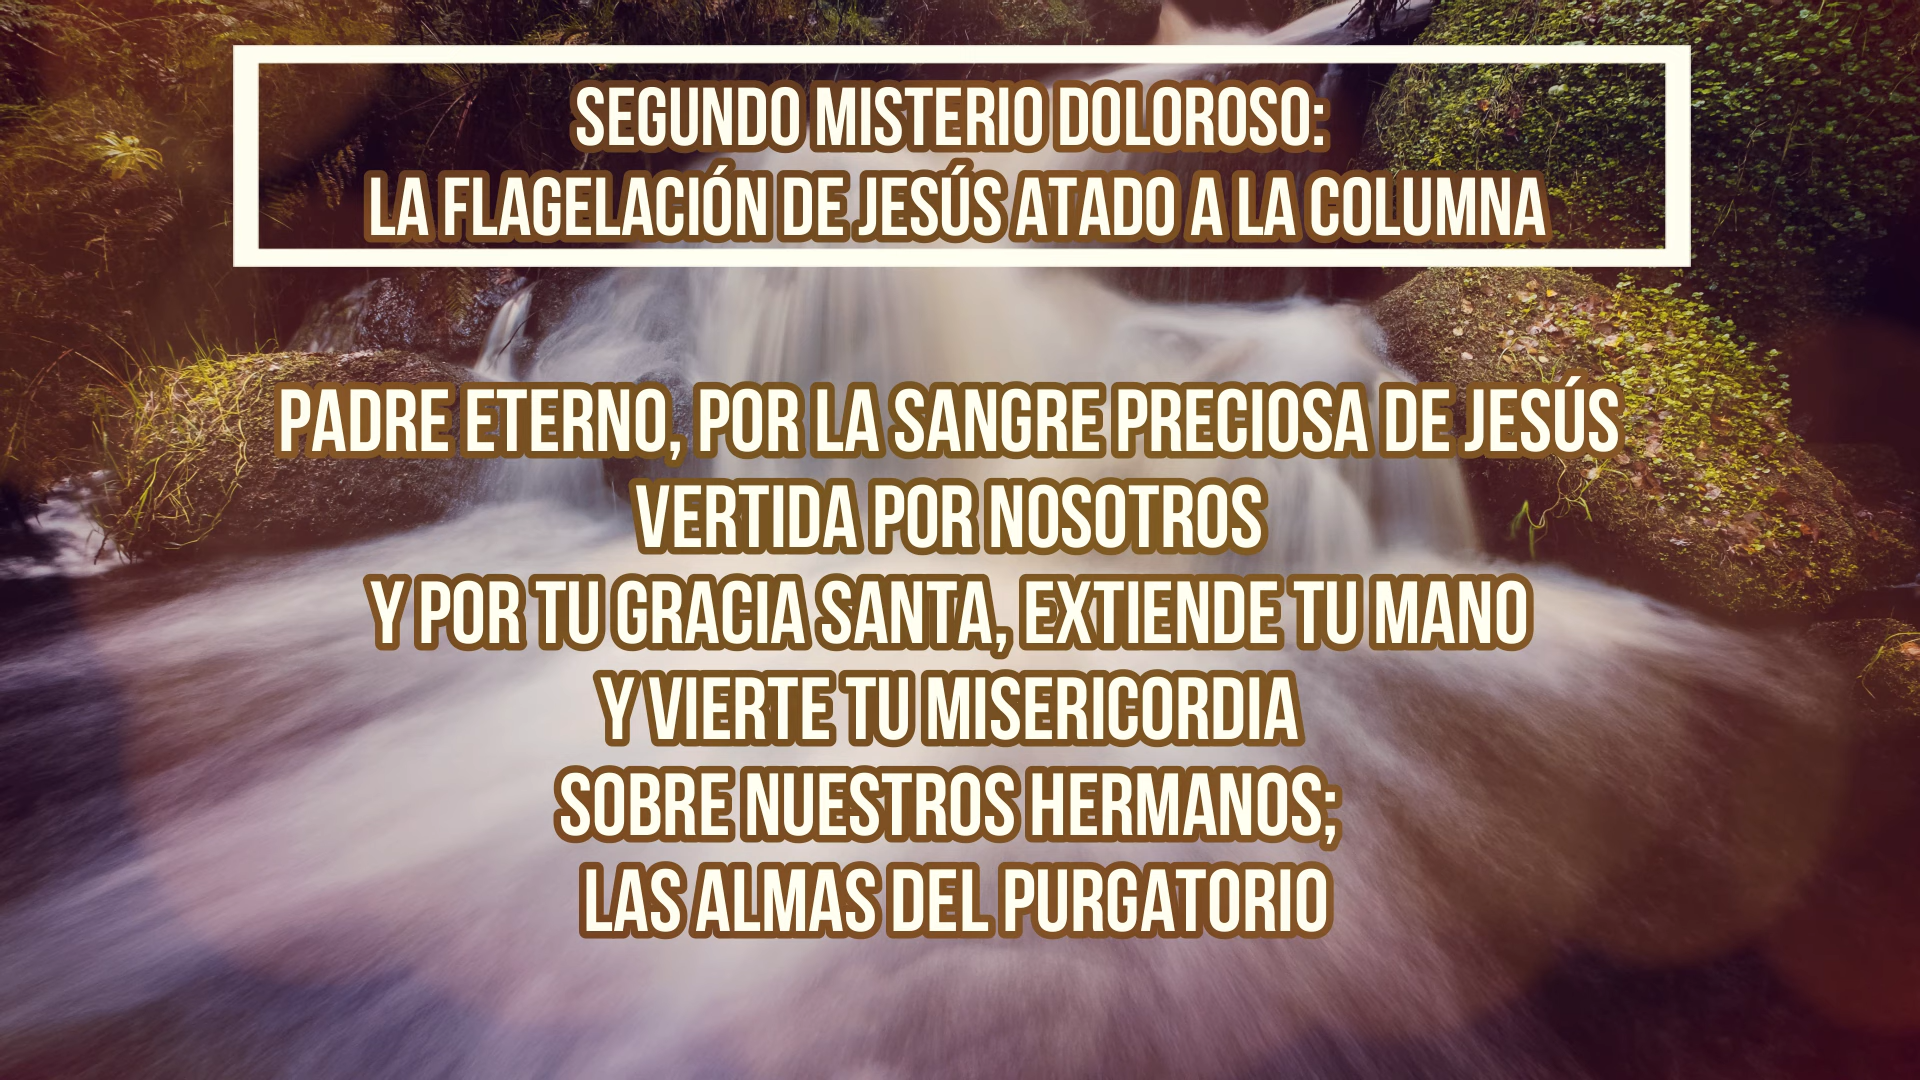 SEGUNDO MISTERIO DOLOROSO:
LA FLAGELACIÓN DE JESÚS ATADO A LA COLUMNA
PADRE ETERNO, POR LA SANGRE PRECIOSA DE JESÚS
VERTIDA POR NOSOTROS
Y POR TU GRACIA SANTA, EXTIENDE TU MANO
Y VIERTE TU MISERICORDIA
SOBRE NUESTROS HERMANOS;
LAS ALMAS DEL PURGATORIO